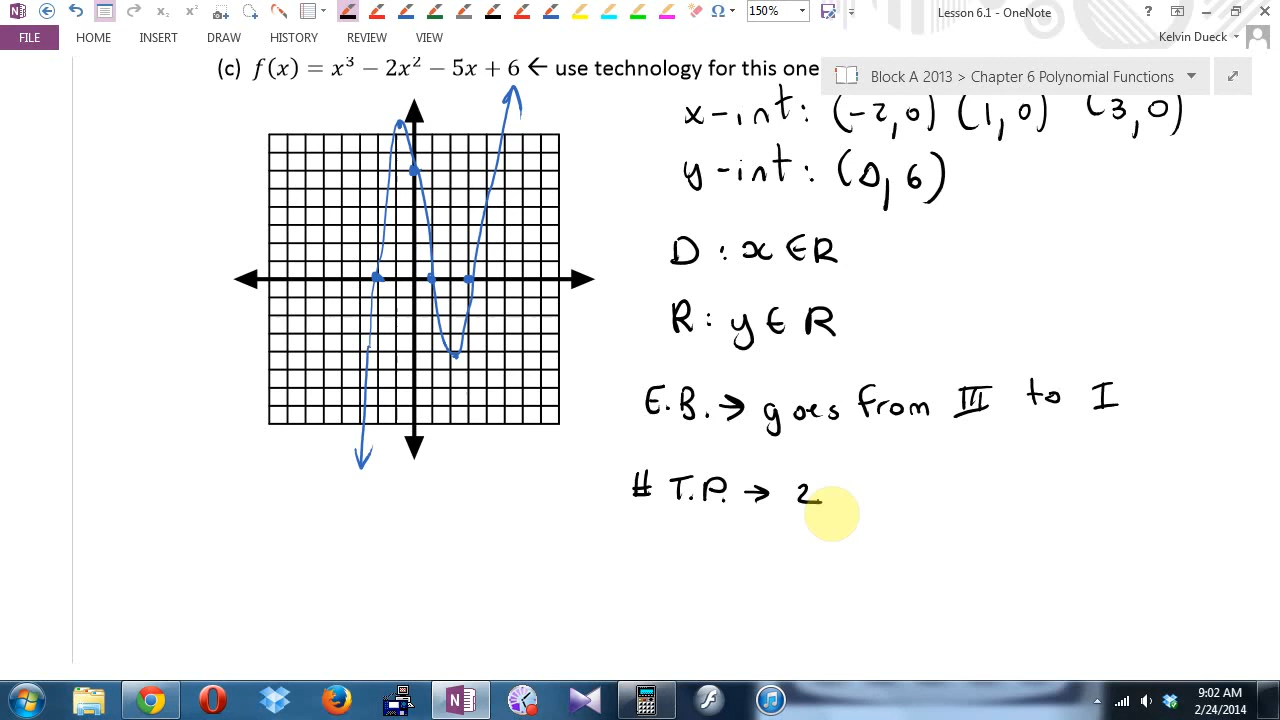 Lesson 6.1 - OneNote
150%
FILE HOME INSERT DRAW HISTORY REVIEW VIEW
Kelvin Dueck
(c) f(x) = x³ − 2x² − 5x + 6 ← use technology for this one
Block A 2013 > Chapter 6 Polynomial Functions
x-int: (-2,0) (1,0) (3,0)
y-int: (0,6)
D: x ∈ R
R: y ∈ R
E.B. → goes from III to I
# T.P. → 2
9:02 AM
2/24/2014